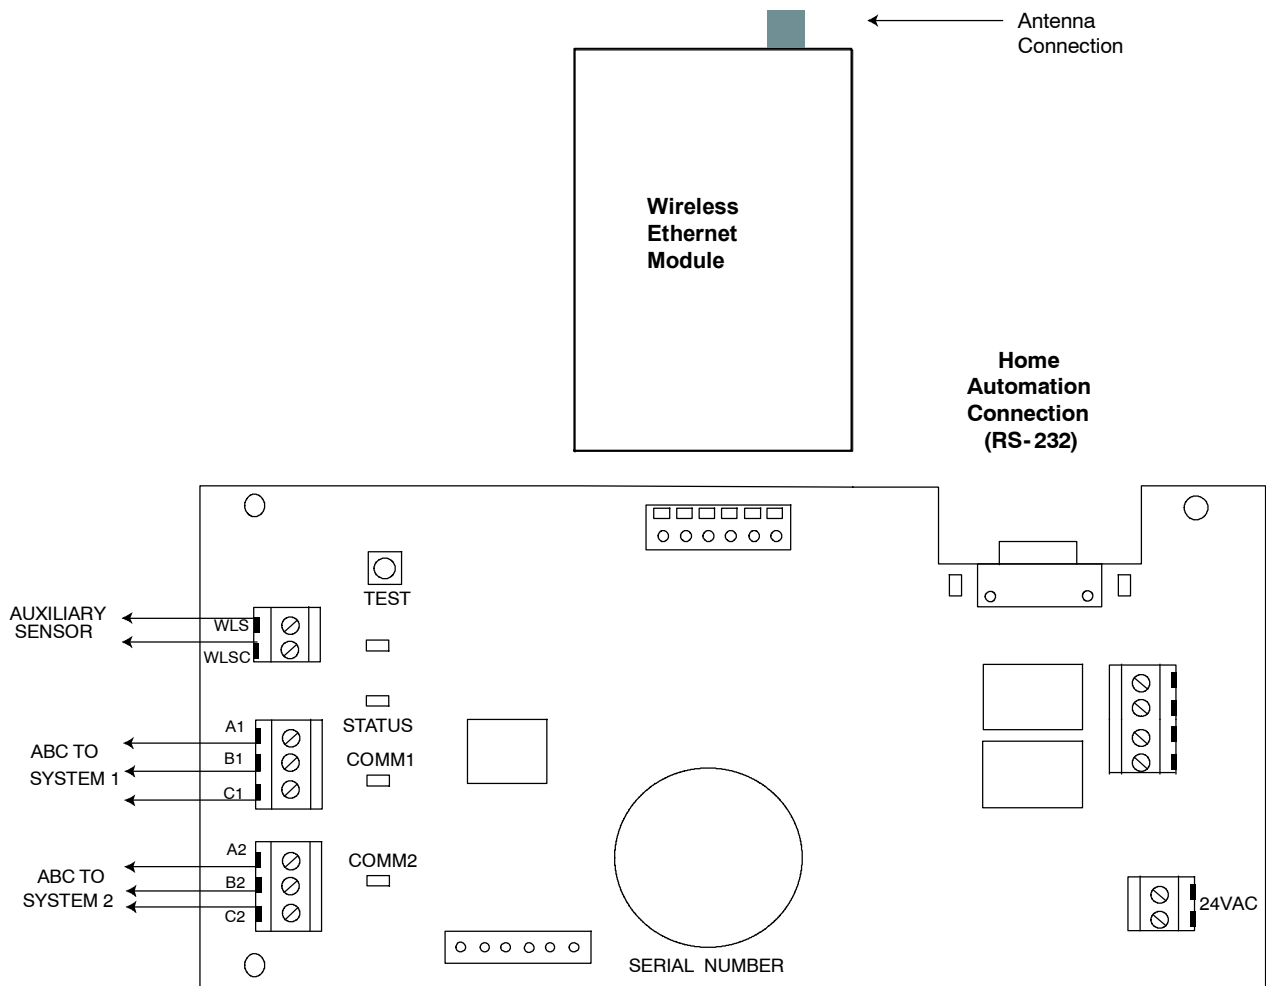 Antenna
Connection
Wireless
Ethernet
Module
Home
Automation
Connection
(RS-232)
TEST
AUXILIARY
SENSOR
WLS
WLSC
STATUS
A1
ABC TO
SYSTEM 1
B1
COMM1
C1
A2
COMM2
ABC TO
SYSTEM 2
B2
C2
24VAC
SERIAL NUMBER